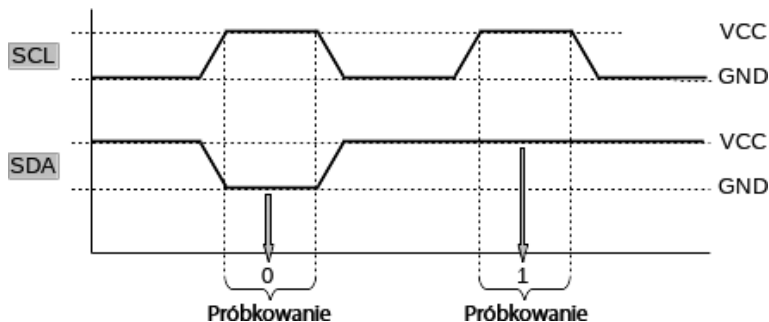 SCL
VCC
GND
SDA
VCC
GND
0 1
Próbkowanie Próbkowanie